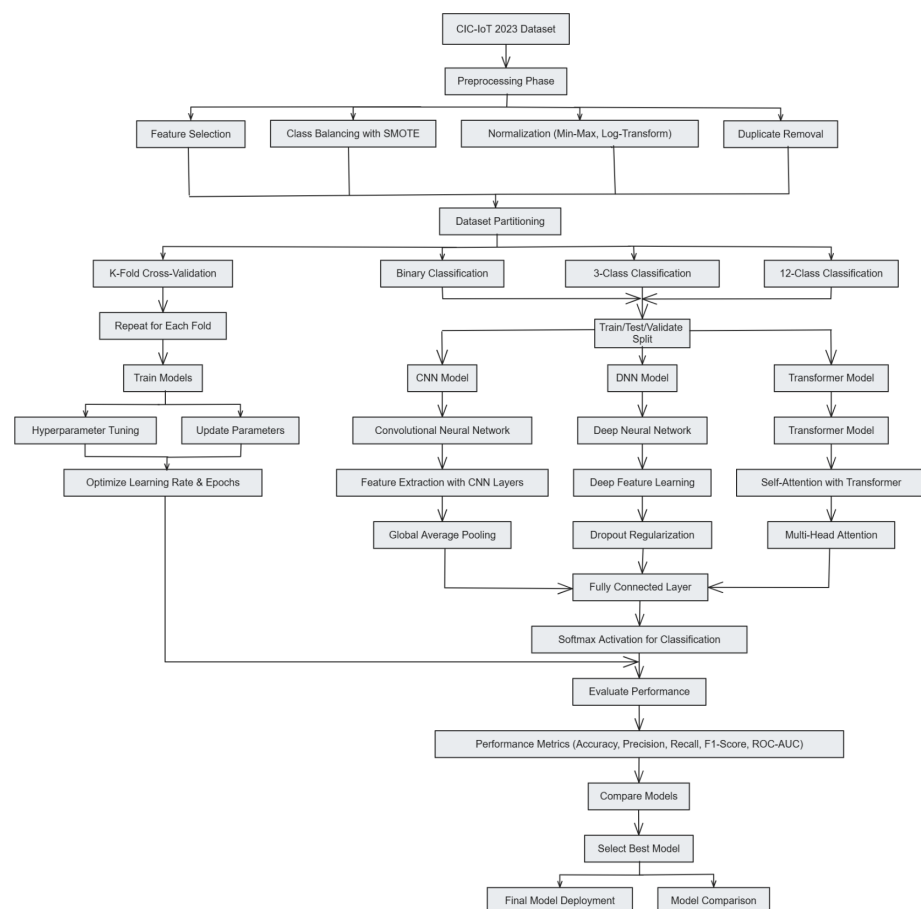 CIC-IoT 2023 Dataset
Preprocessing Phase
Feature Selection
Class Balancing with SMOTE
Normalization (Min-Max, Log-Transform)
Duplicate Removal
Dataset Partitioning
K-Fold Cross-Validation
Binary Classification
3-Class Classification
12-Class Classification
Repeat for Each Fold
Train/Test/Validate
Split
Train Models
CNN Model
DNN Model
Transformer Model
Hyperparameter Tuning
Update Parameters
Convolutional Neural Network
Deep Neural Network
Transformer Model
Optimize Learning Rate & Epochs
Feature Extraction with CNN Layers
Deep Feature Learning
Self-Attention with Transformer
Global Average Pooling
Dropout Regularization
Multi-Head Attention
Fully Connected Layer
Softmax Activation for Classification
Evaluate Performance
Performance Metrics (Accuracy, Precision, Recall, F1-Score, ROC-AUC)
Compare Models
Select Best Model
Final Model Deployment
Model Comparison